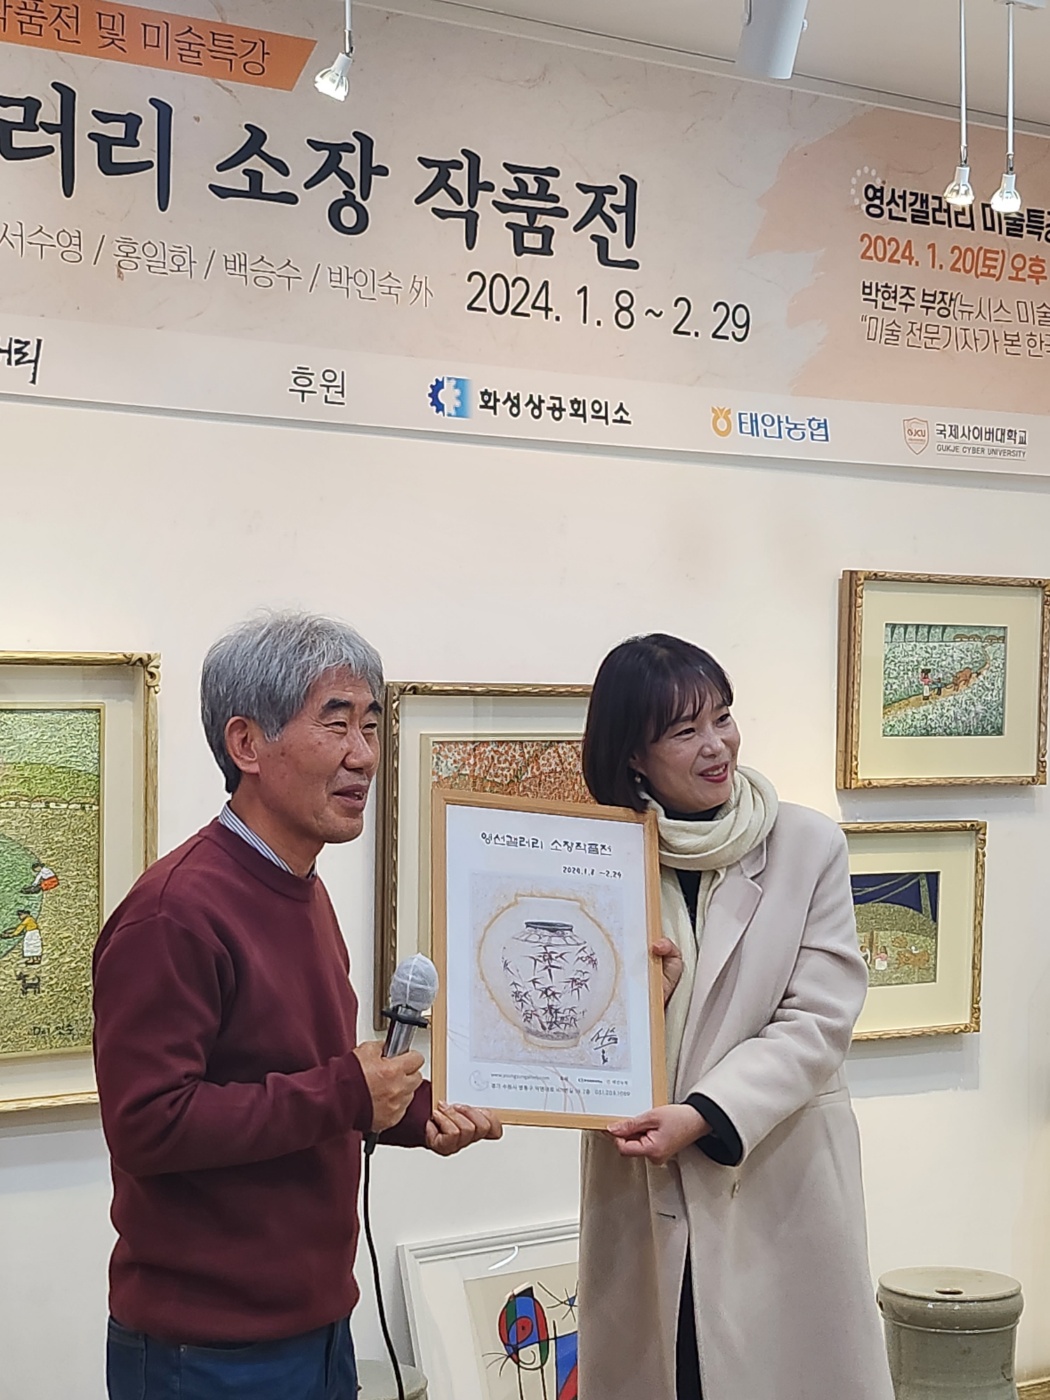 작품전 및 미술특강
러리 소장 작품전
서수영 / 홍일화 / 백승수 / 박인숙 外
2024. 1. 8 ~ 2. 29
후원
화성상공회의소
태안농협
국제사이버대학교
GUKJE CYBER UNIVERSITY
영선갤러리 미술특강
2024. 1. 20(토) 오후
박현주 부장(뉴시스 미술
"미술 전문기자가 본 한국
영선갤러리 소장작품전
2024.1.8 ~2.29